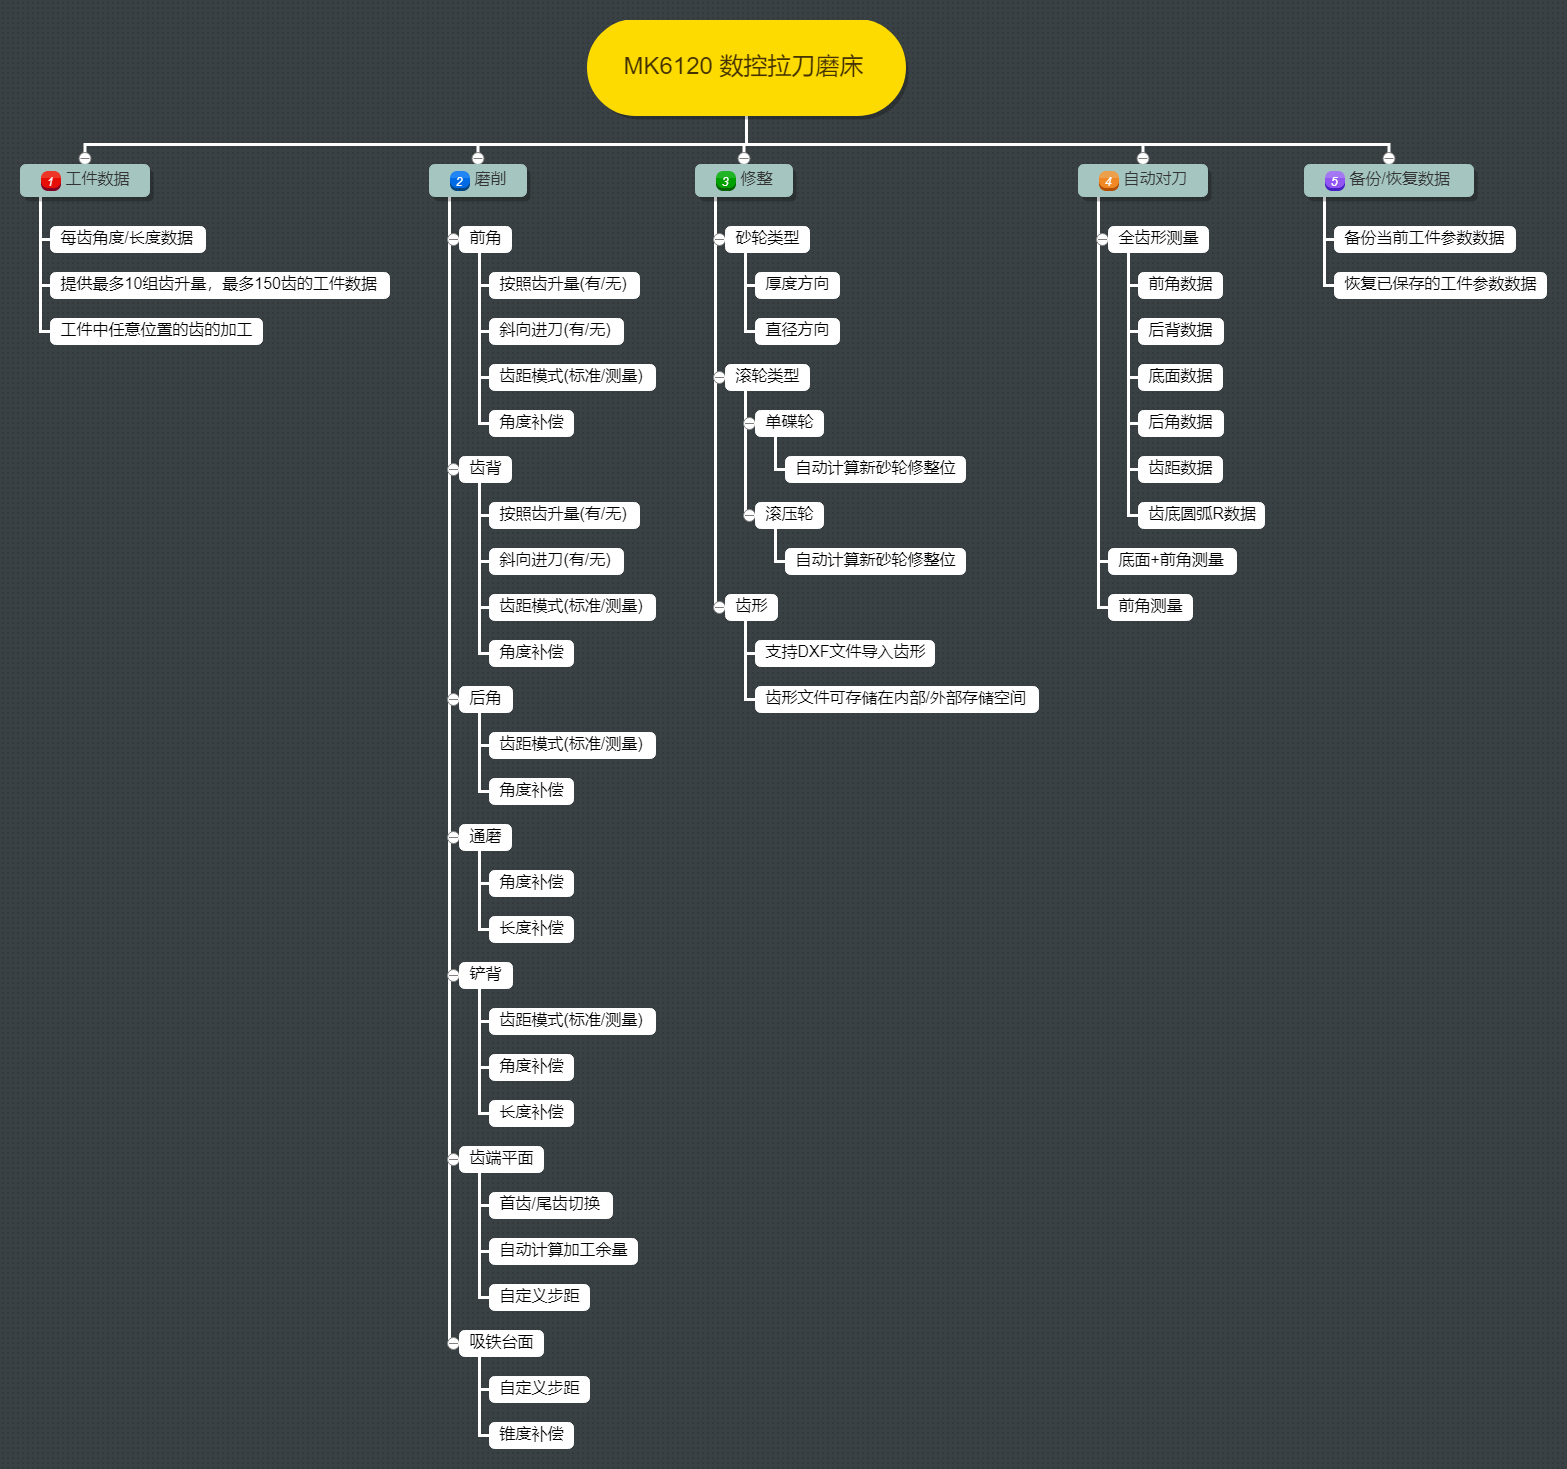 MK6120 数控拉刀磨床
1 工件数据
每齿角度/长度数据
提供最多10组齿升量，最多150齿的工件数据
工件中任意位置的齿的加工
2 磨削
前角
按照齿升量(有/无)
斜向进刀(有/无)
齿距模式(标准/测量)
角度补偿
齿背
按照齿升量(有/无)
斜向进刀(有/无)
齿距模式(标准/测量)
角度补偿
后角
齿距模式(标准/测量)
角度补偿
通磨
角度补偿
长度补偿
铲背
齿距模式(标准/测量)
角度补偿
长度补偿
齿端平面
首齿/尾齿切换
自动计算加工余量
自定义步距
吸铁台面
自定义步距
锥度补偿
3 修整
砂轮类型
厚度方向
直径方向
滚轮类型
单碟轮
自动计算新砂轮修整位
滚压轮
自动计算新砂轮修整位
齿形
支持DXF文件导入齿形
齿形文件可存储在内部/外部存储空间
4 自动对刀
全齿形测量
前角数据
后背数据
底面数据
后角数据
齿距数据
齿底圆弧R数据
底面+前角测量
前角测量
5 备份/恢复数据
备份当前工件参数数据
恢复已保存的工件参数数据